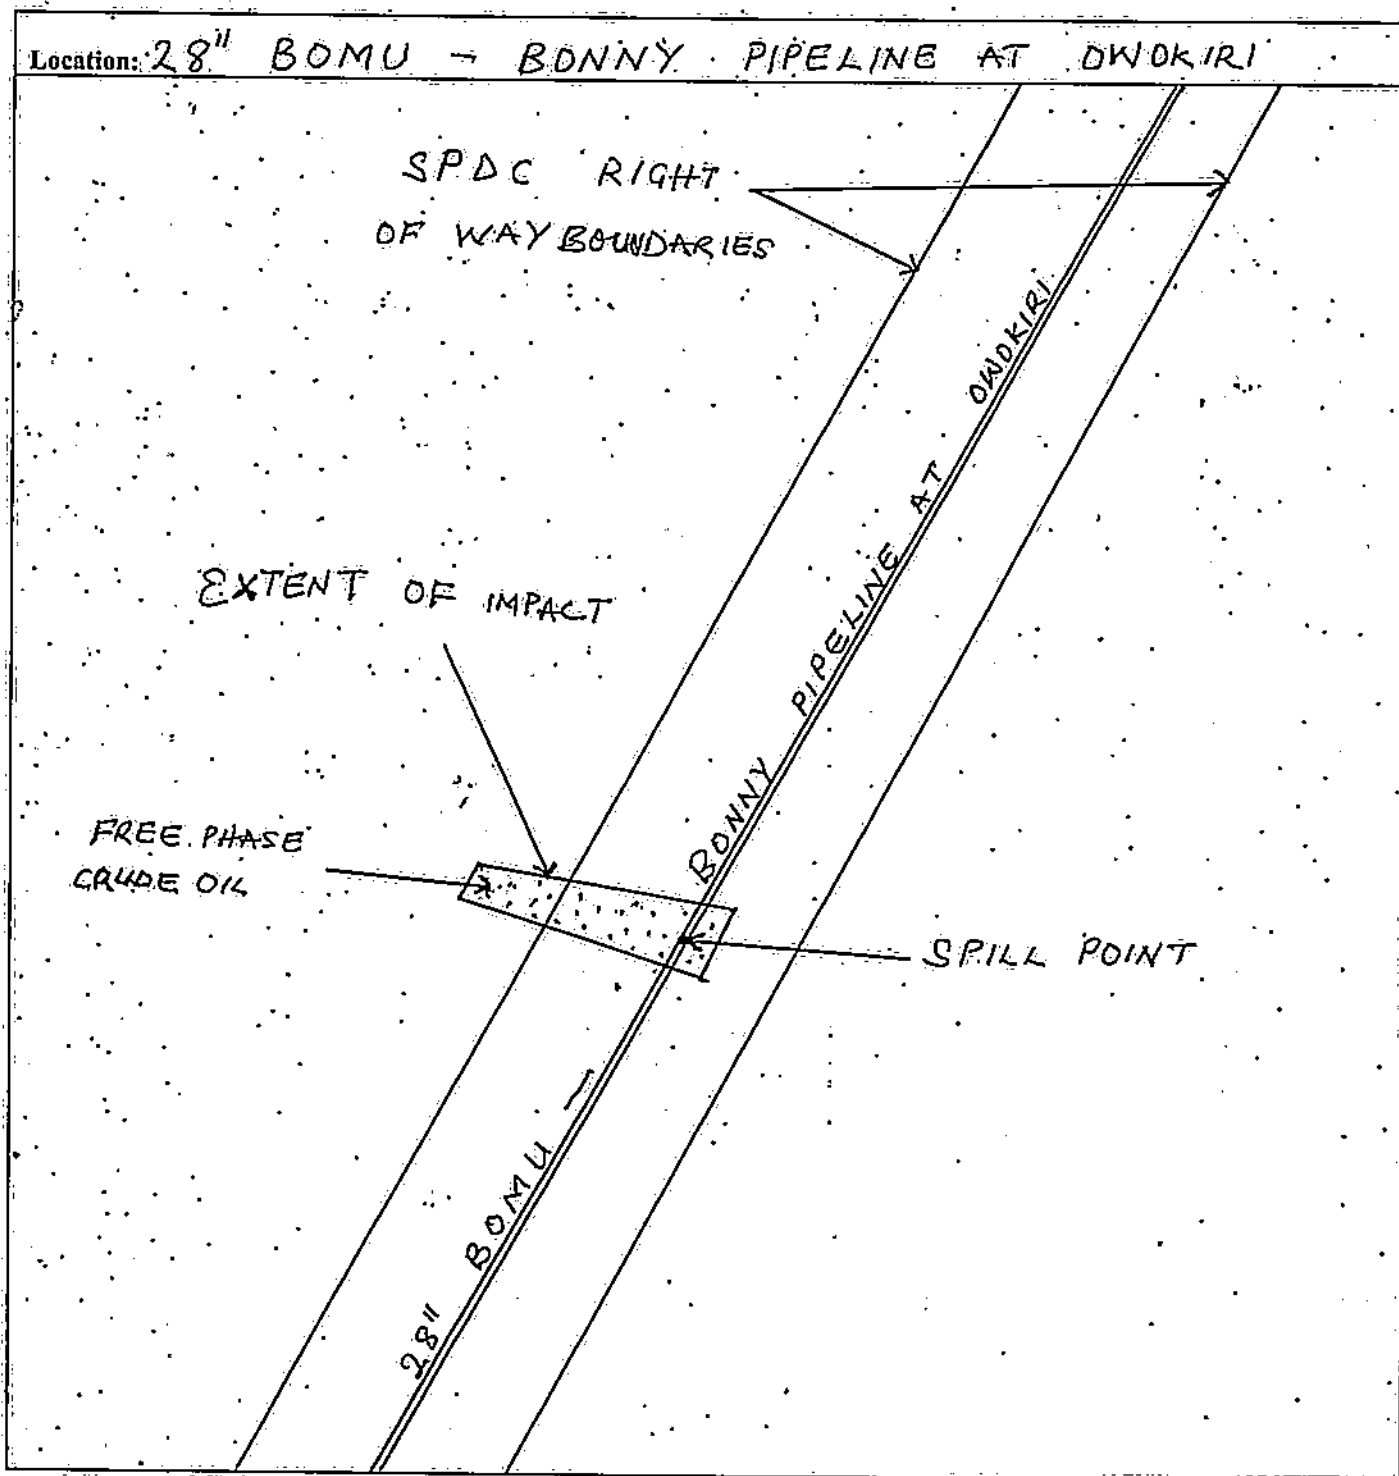 Location: 28" BOMU - BONNY PIPELINE AT OWOKIRI
SPDC RIGHT
OF WAY BOUNDARIES
EXTENT OF IMPACT
FREE PHASE
CRUDE OIL
SPILL POINT
28" BOMU - BONNY PIPELINE AT OWOKIRI